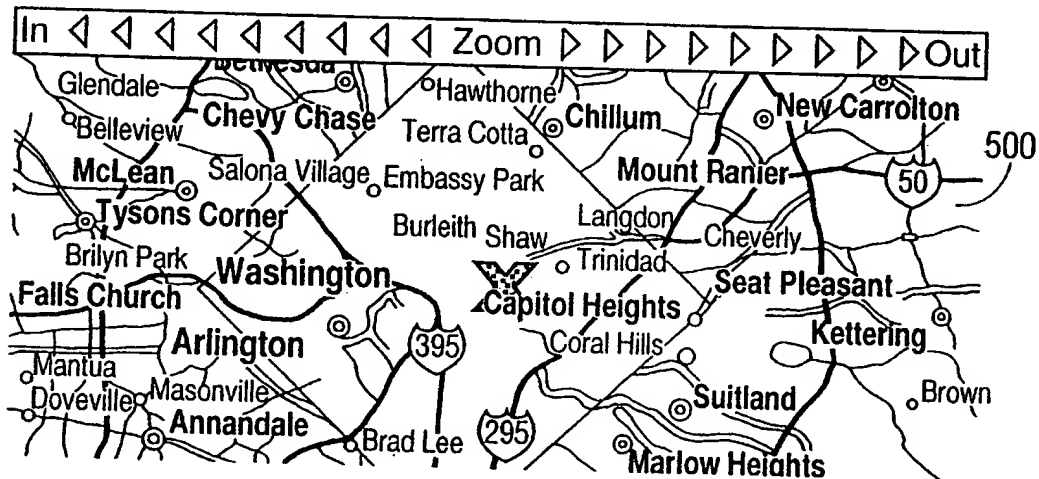 In Zoom Out
Bethesda
Glendale
Hawthorne
New Carrolton
Chevy Chase
Chillum
Belleview
Terra Cotta
500
McLean
Salona Village
Embassy Park
Mount Ranier
50
Tysons Corner
Burleith
Shaw
Langdon
Cheverly
Brilyn Park
Washington
Trinidad
Seat Pleasant
Falls Church
Capitol Heights
Arlington
395
Coral Hills
Kettering
Mantua
Masonville
Suitland
Brown
Doveville
Annandale
Brad Lee
295
Marlow Heights